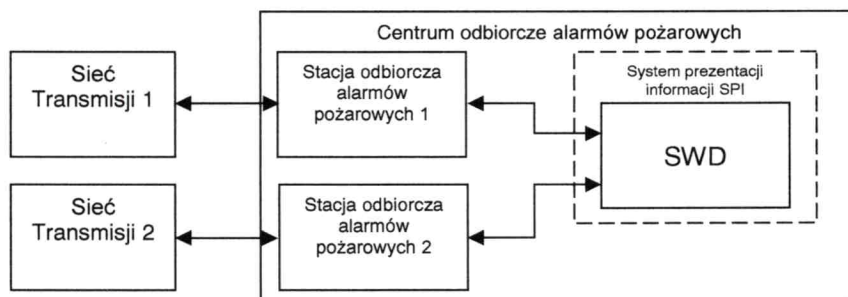 Centrum odbiorcze alarmów pożarowych
Sieć
Transmisji 1
Stacja odbiorcza
alarmów
pożarowych 1
System prezentacji
informacji SPI
SWD
Sieć
Transmisji 2
Stacja odbiorcza
alarmów
pożarowych 2